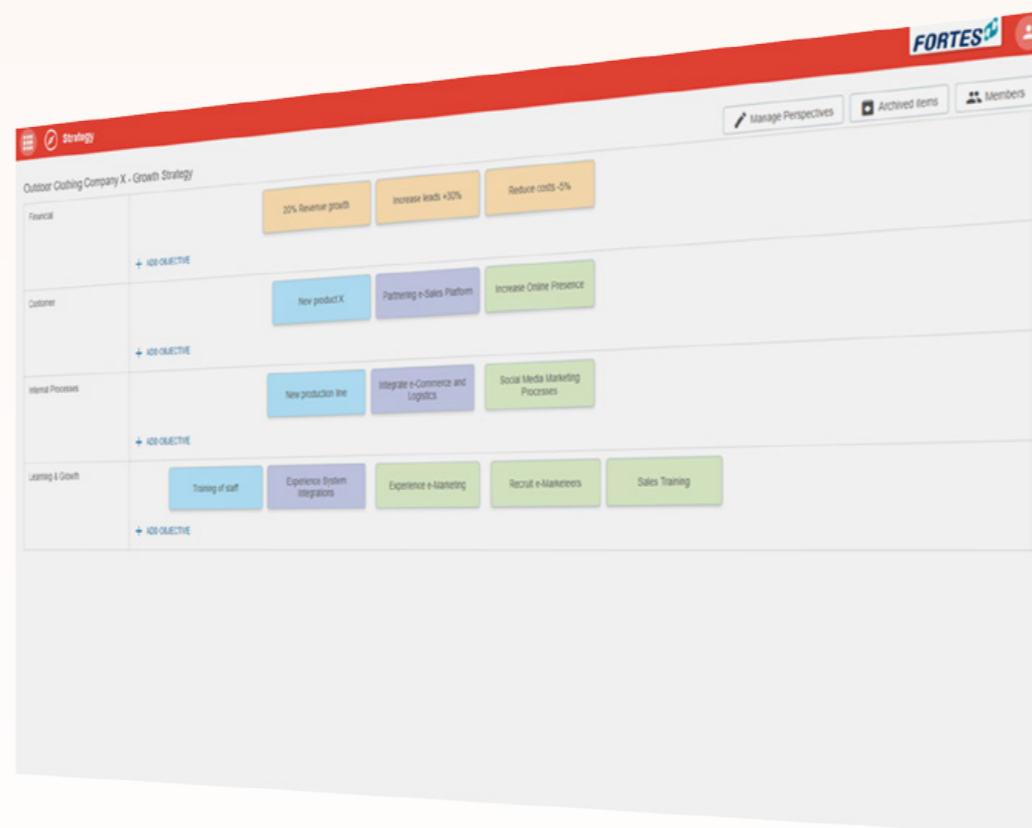 FORTES
Strategy
Manage Perspectives
Archived items
Members
Outdoor Clothing Company X - Growth Strategy
Financial
20% Revenue growth
Increase leads +30%
Reduce costs -5%
+ ADD OBJECTIVE
Customer
New product X
Partnering e-Sales Platform
Increase Online Presence
+ ADD OBJECTIVE
Internal Processes
New production line
Integrate e-Commerce and
Logistics
Social Media Marketing
Processes
+ ADD OBJECTIVE
Learning & Growth
Training of staff
Experience System
Integrations
Experience e-Marketing
Recruit e-Marketeers
Sales Training
+ ADD OBJECTIVE